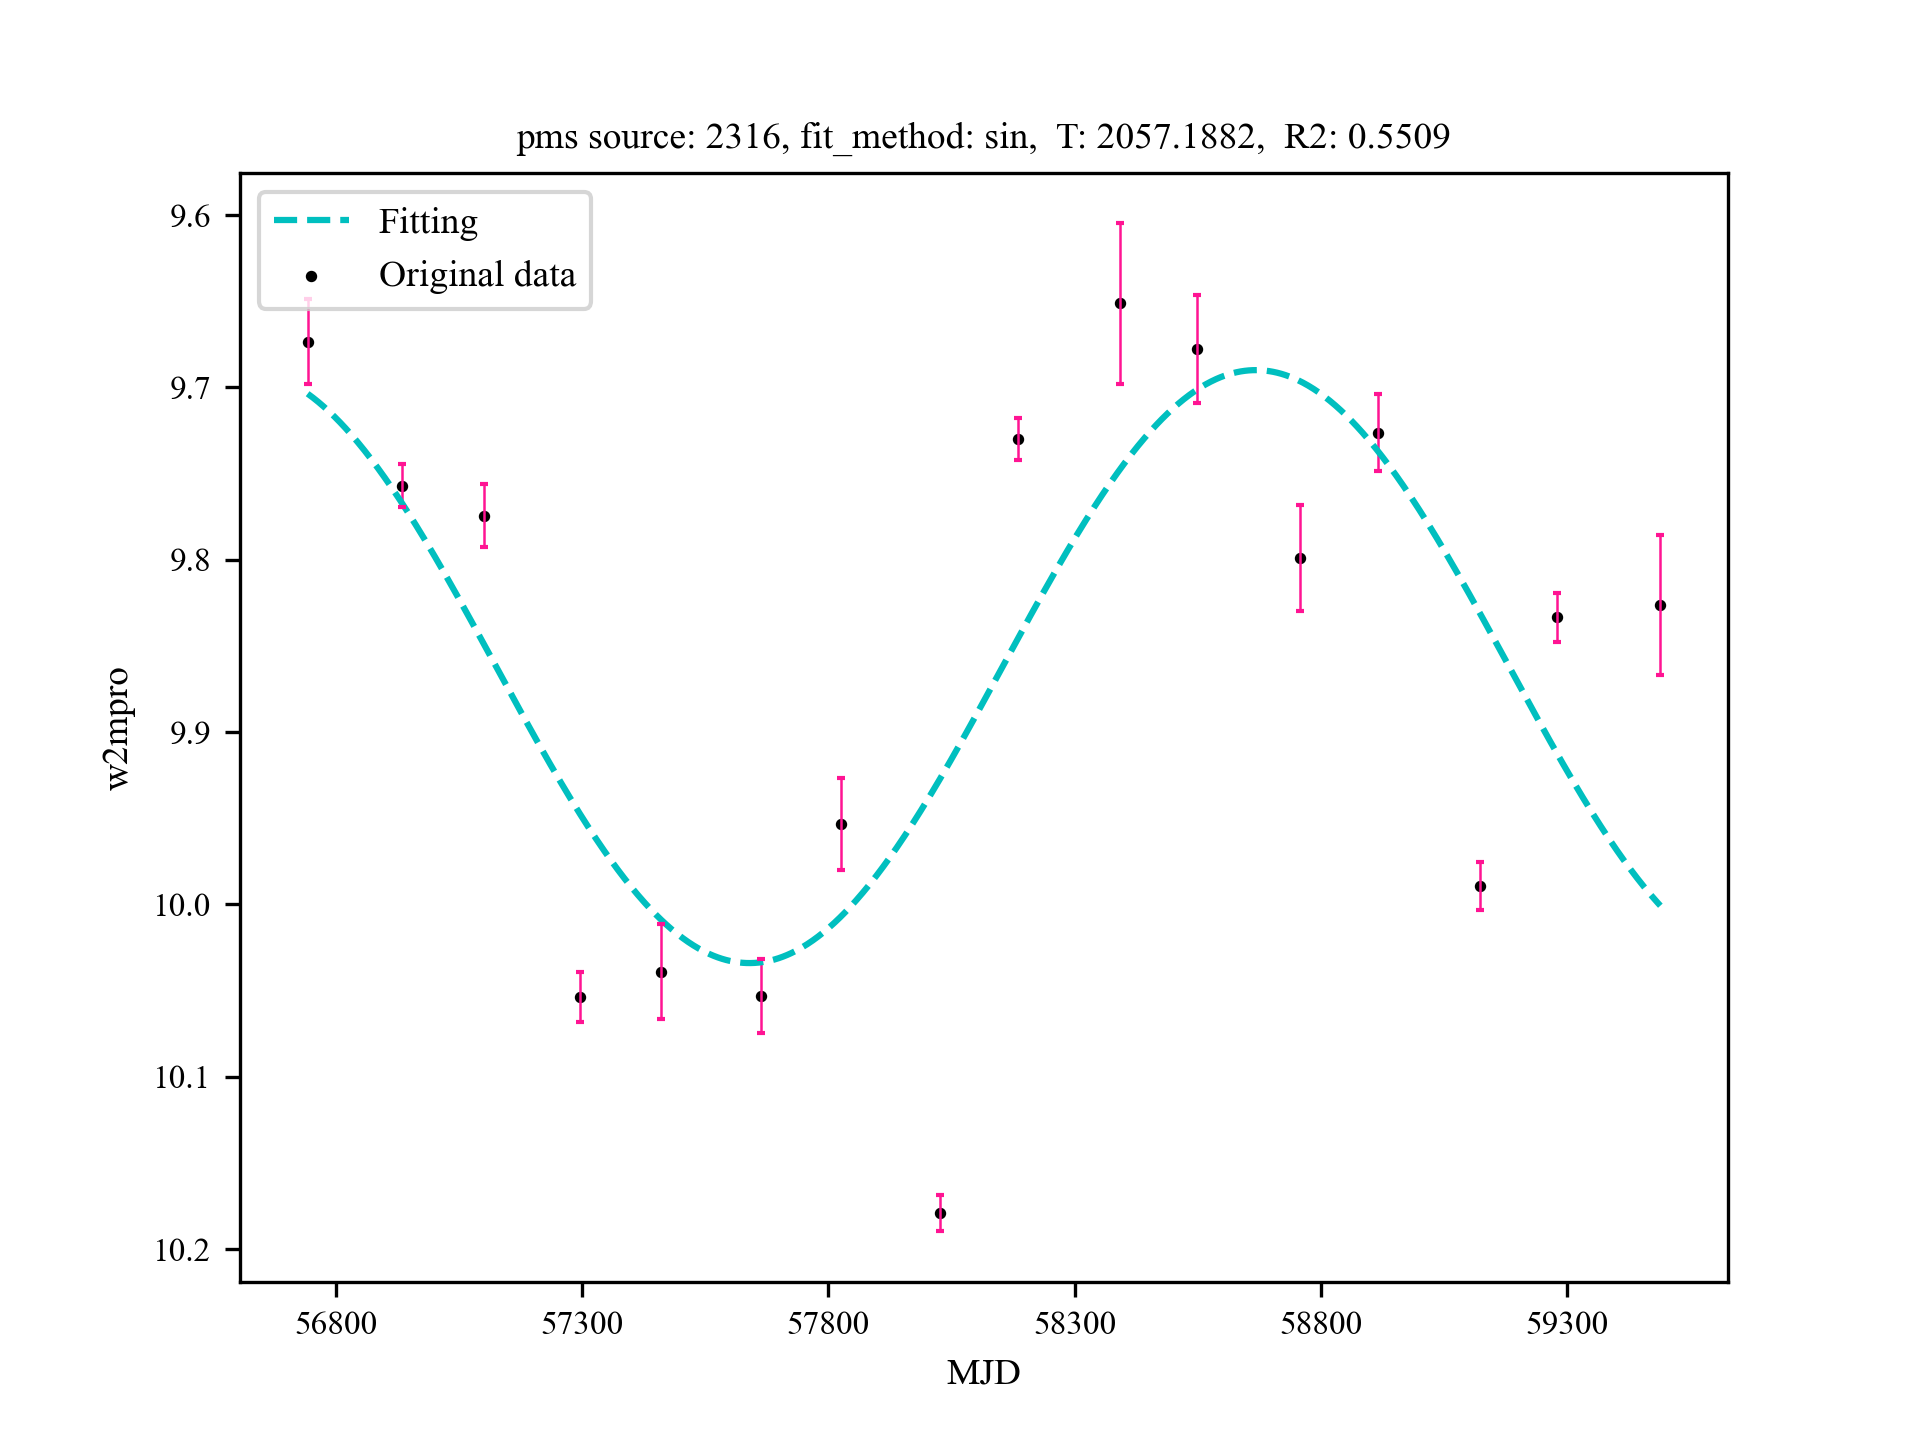 pms source: 2316, fit_method: sin,  T: 2057.1882,  R2: 0.5509
Fitting
Original data
9.6
9.7
9.8
9.9
10.0
10.1
10.2
w2mpro
56800 57300 57800 58300 58800 59300
MJD